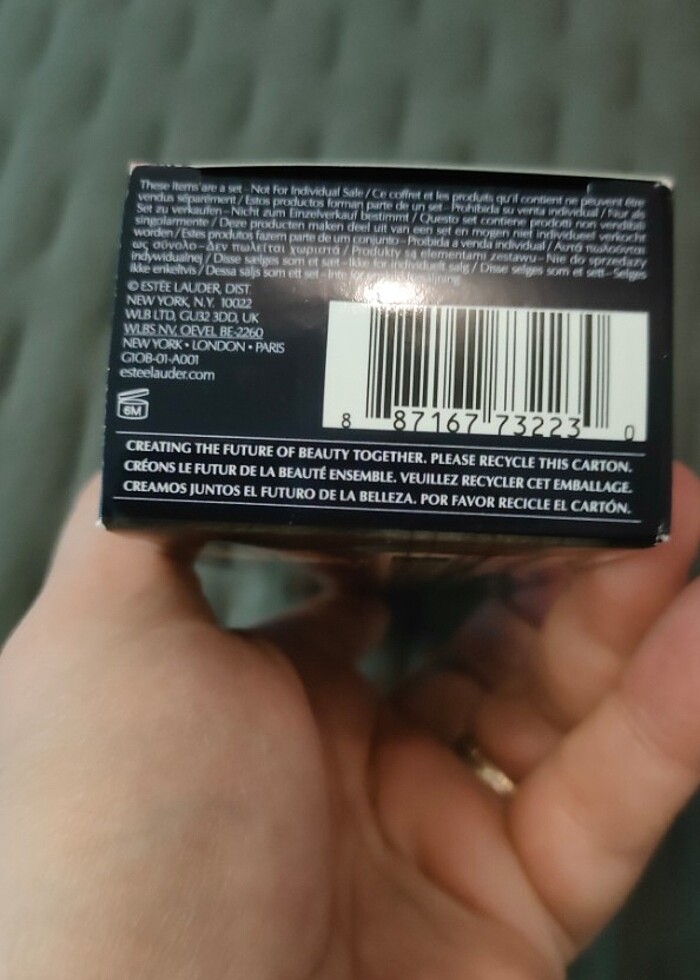 These items are a set - Not For Individual Sale / Ce coffret et les produits qu'il contient ne peuvent être
vendus séparément / Estos productos forman parte de un set - Prohibida su venta individual / Nur als
Set zu verkaufen - Nicht zum Einzelverkauf bestimmt / Questo set contiene prodotti non vendibili
singolarmente / Deze producten maken deel uit van een set en mogen niet individueel verkocht
worden / Estes produtos fazem parte de um conjunto - Proibida a venda individual / Αυτό πωλούνται
ως σύνολο - Δεν πωλείται χωριστά / Produkty są elementami zestawu - Nie do sprzedaży
indywidualnej / Disse sælges som et sæt - Ikke for individuelt salg / Disse selges som et sett - Selges
ikke enkeltvis / Dessa säljs som ett set - Inte for
© ESTÉE LAUDER, DIST.
NEW YORK, N.Y. 10022
WLB LTD, GU32 3DD, UK
WLBS NV. OEVEL BE-2260
NEW YORK • LONDON • PARIS
G1OB-01-A001
esteelauder.com
6M
8 87167 73223 0
CREATING THE FUTURE OF BEAUTY TOGETHER. PLEASE RECYCLE THIS CARTON.
CRÉONS LE FUTUR DE LA BEAUTÉ ENSEMBLE. VEUILLEZ RECYCLER CET EMBALLAGE.
CREAMOS JUNTOS EL FUTURO DE LA BELLEZA. POR FAVOR RECICLE EL CARTÓN.